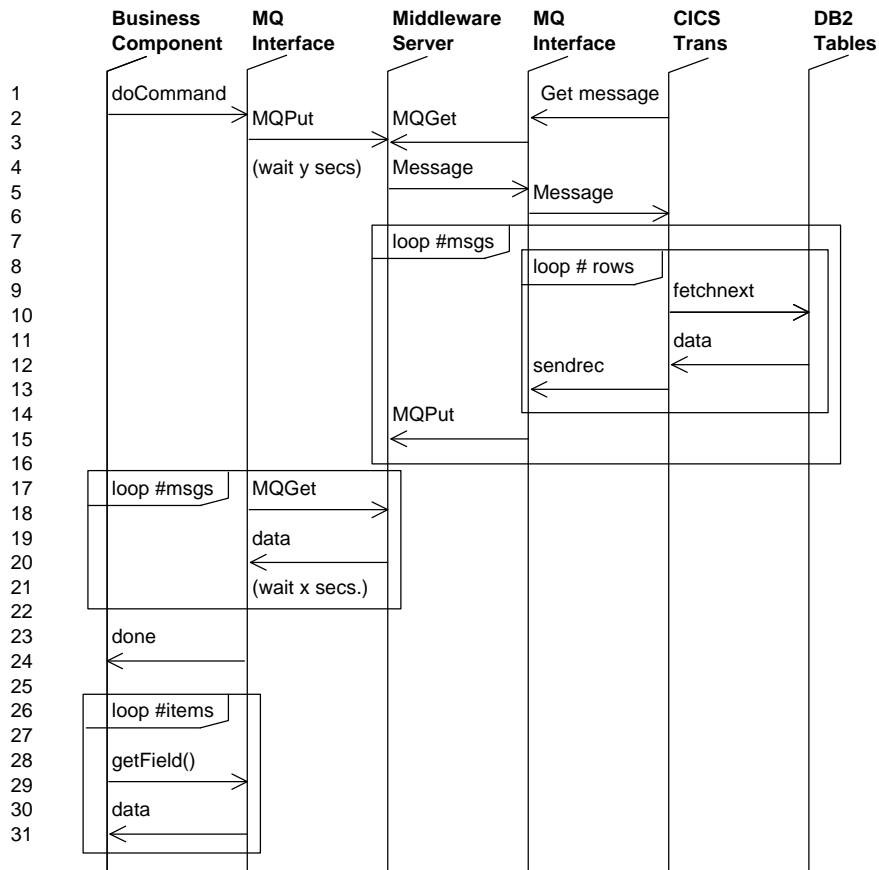 Business MQ Middleware MQ CICS DB2
Component Interface Server Interface Trans Tables
1 doCommand Get message
2 MQPut MQGet
3
4 (wait y secs) Message
5 Message
6
7 loop #msgs
8 loop # rows
9 fetchnext
10
11 data
12 sendrec
13
14 MQPut
15
16
17 loop #msgs MQGet
18
19 data
20
21 (wait x secs.)
22
23 done
24
25
26 loop #items
27
28 getField()
29
30 data
31